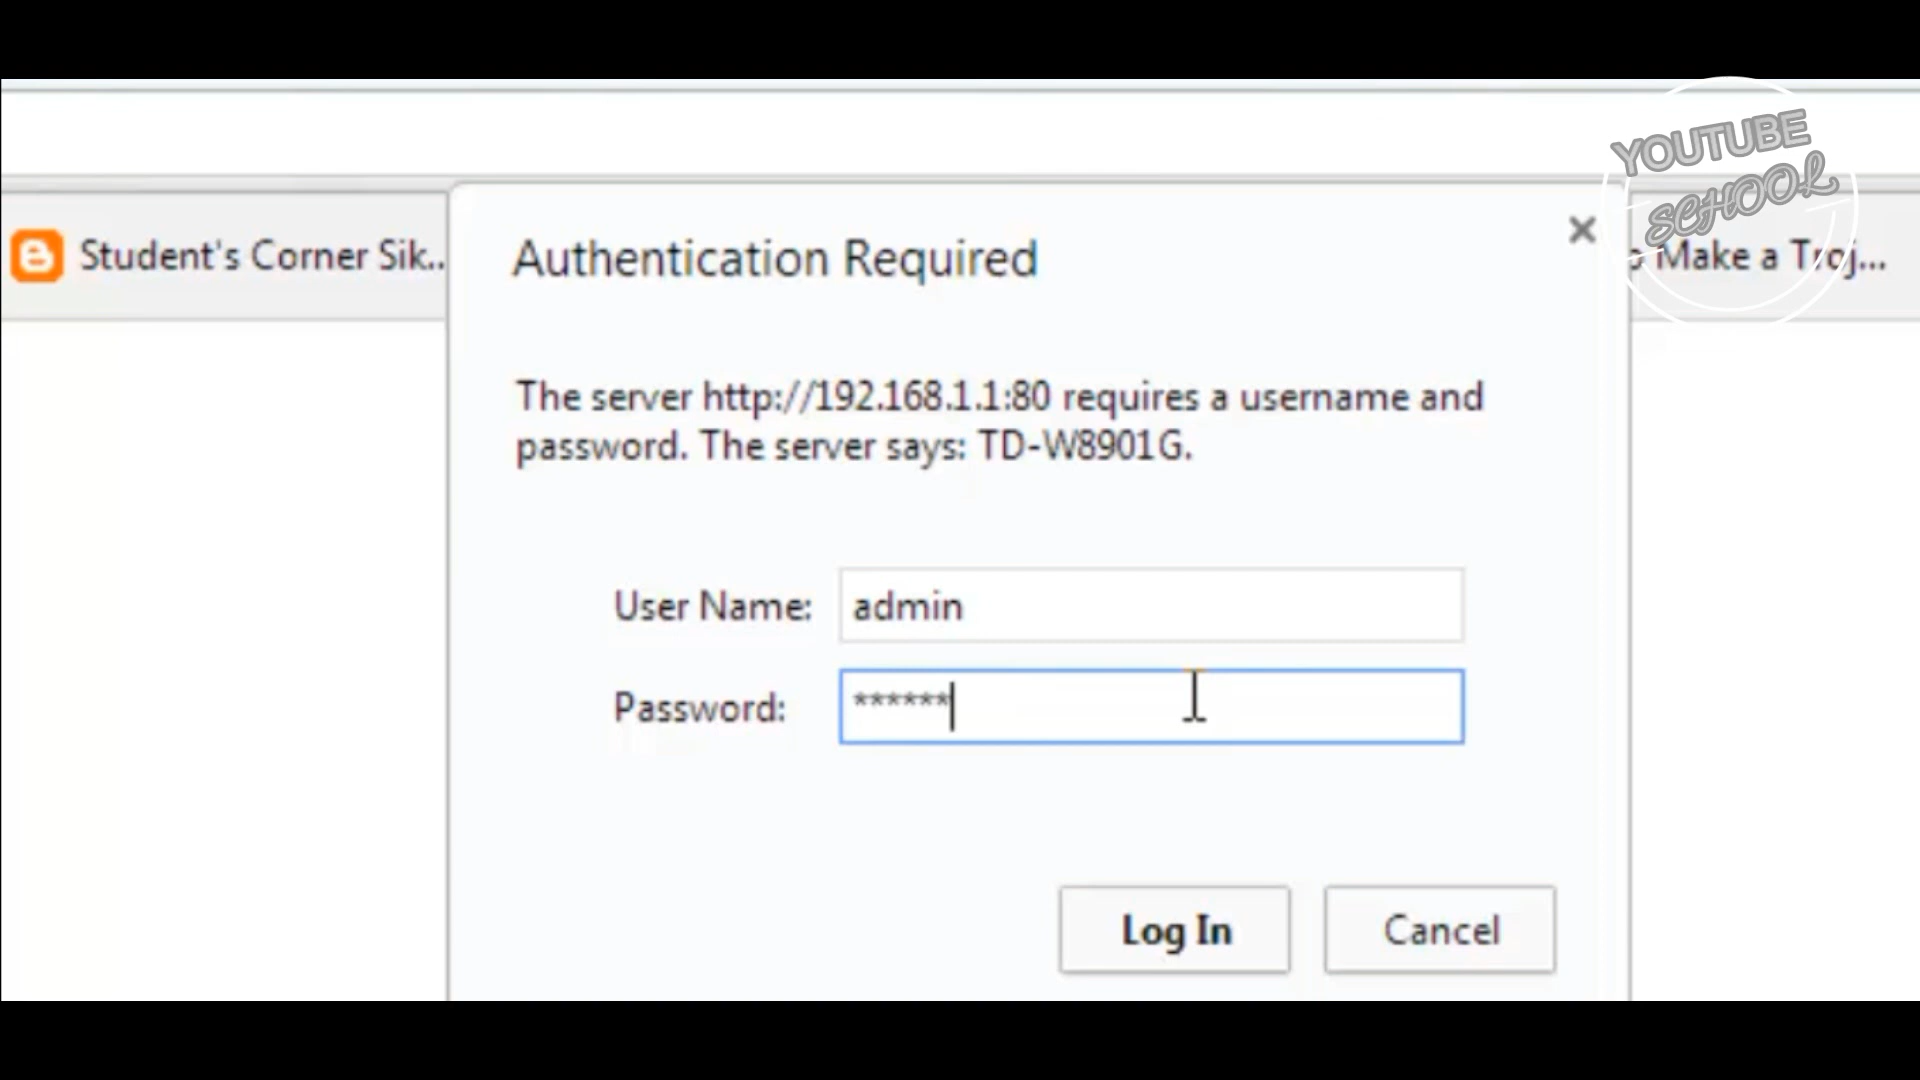 YOUTUBE
SCHOOL
Student's Corner Sik...
Make a Troj...
Authentication Required
The server http://192.168.1.1:80 requires a username and
password. The server says: TD-W8901G.
User Name: admin
Password: ******
Log In
Cancel